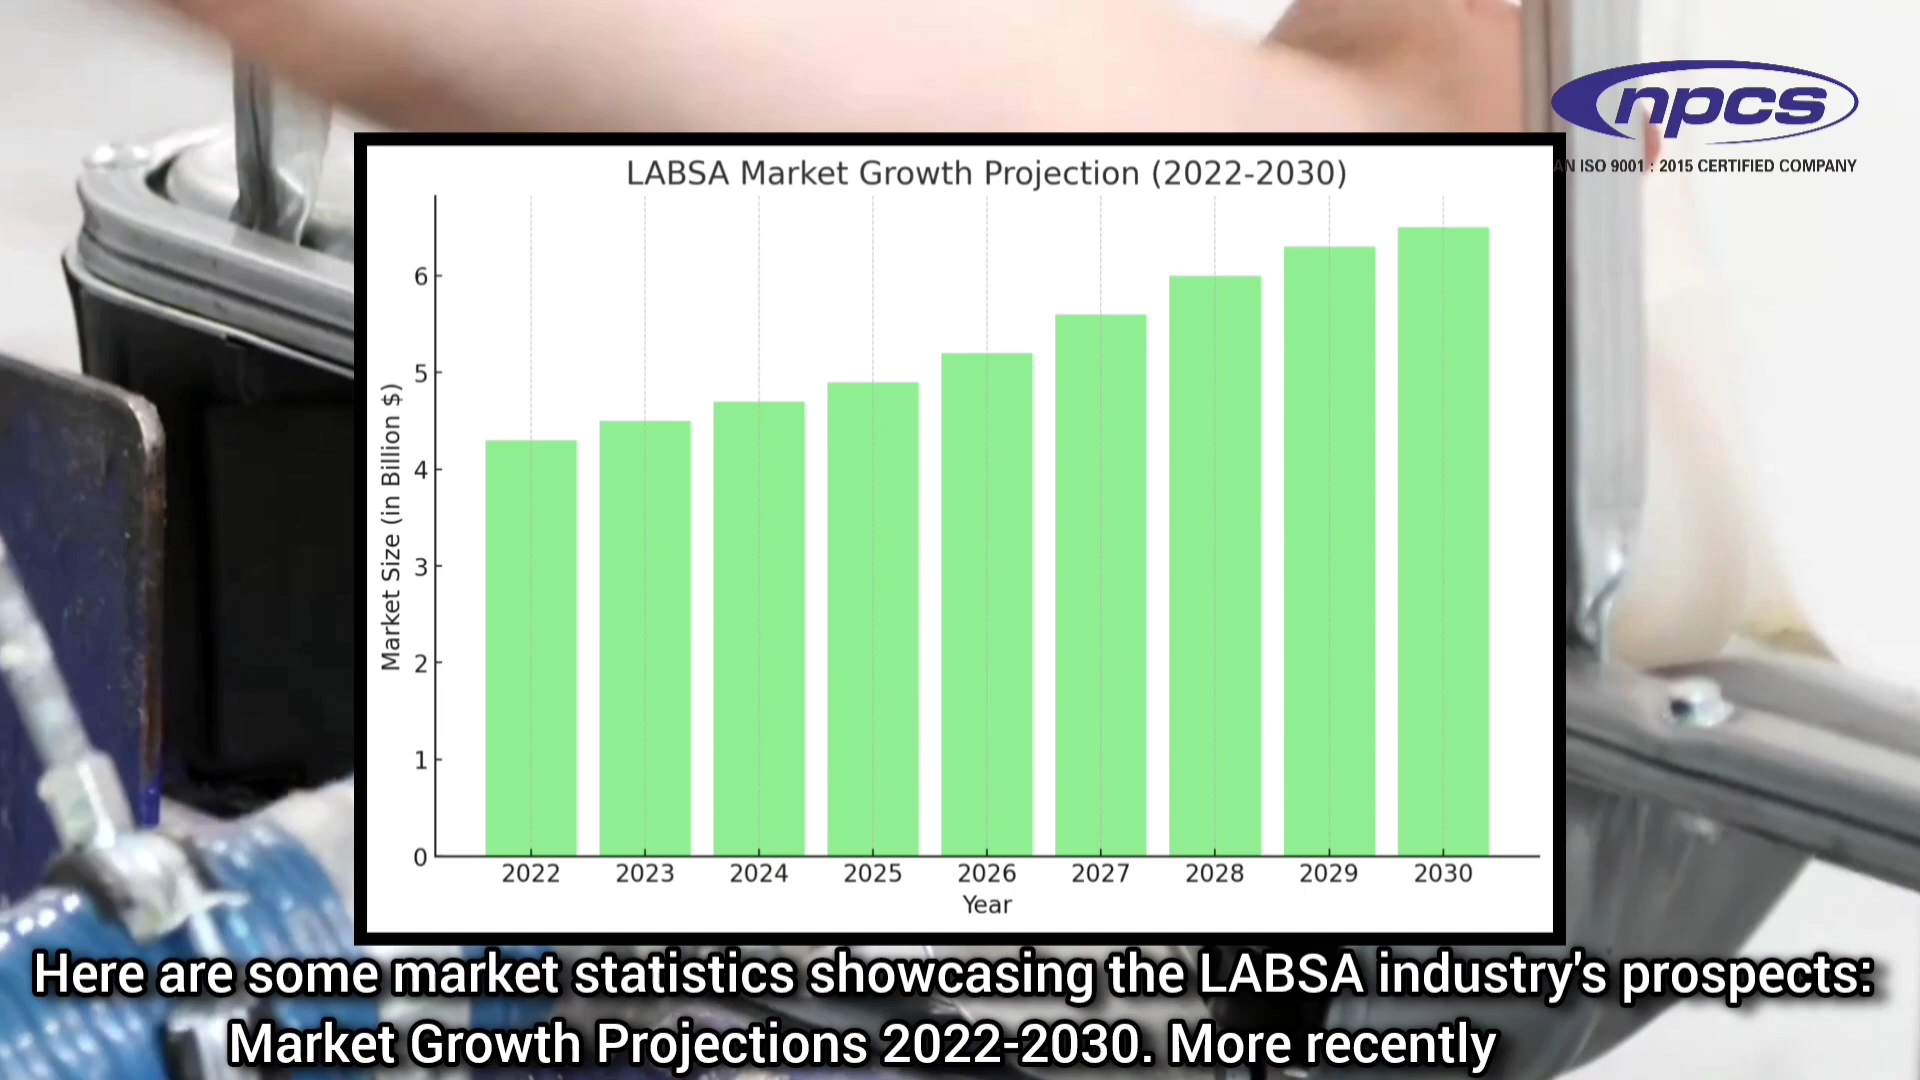 npcs
AN ISO 9001 : 2015 CERTIFIED COMPANY
LABSA Market Growth Projection (2022-2030)
Market Size (in Billion $)
6
5
4
3
2
1
0
2022 2023 2024 2025 2026 2027 2028 2029 2030
Year
Here are some market statistics showcasing the LABSA industry's prospects:
Market Growth Projections 2022-2030. More recently